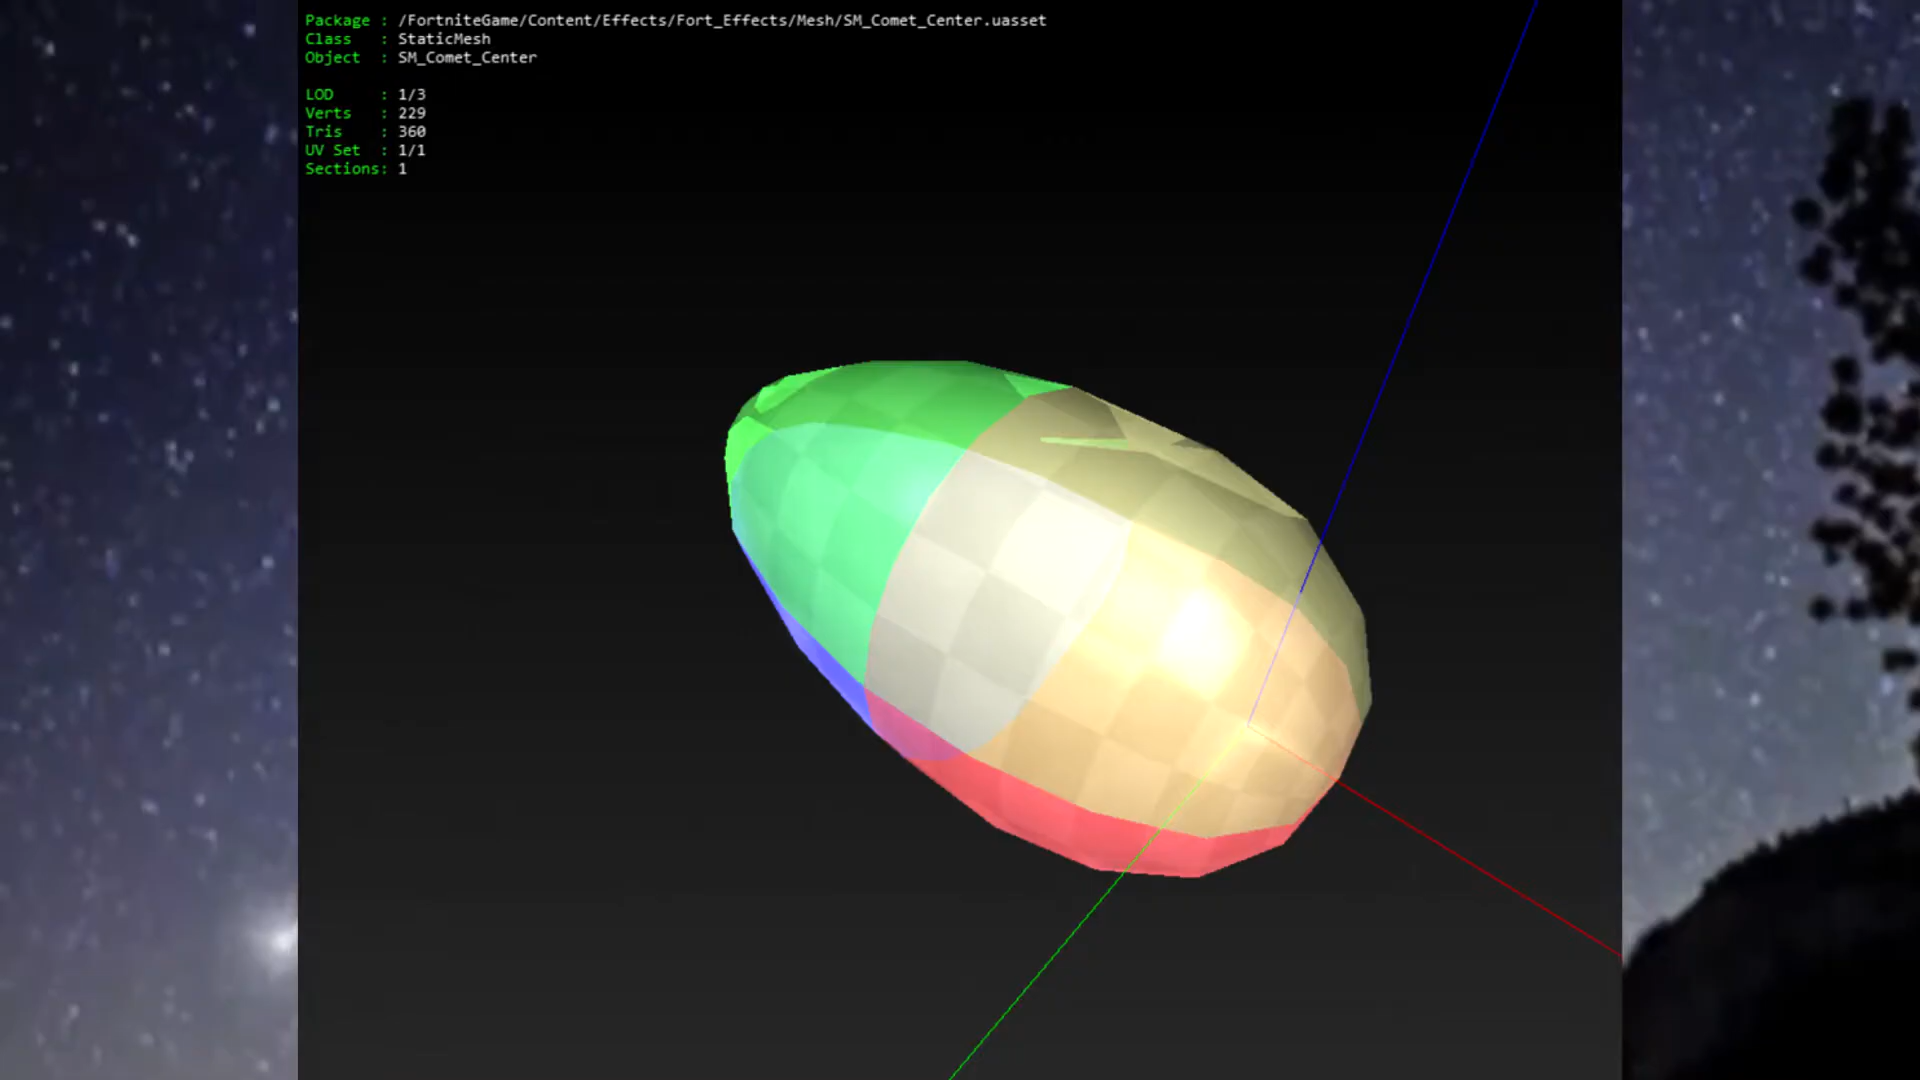 Package : /FortniteGame/Content/Effects/Fort_Effects/Mesh/SM_Comet_Center.uasset
Class : StaticMesh
Object : SM_Comet_Center
LOD : 1/3
Verts : 229
Tris : 360
UV Set : 1/1
Sections: 1